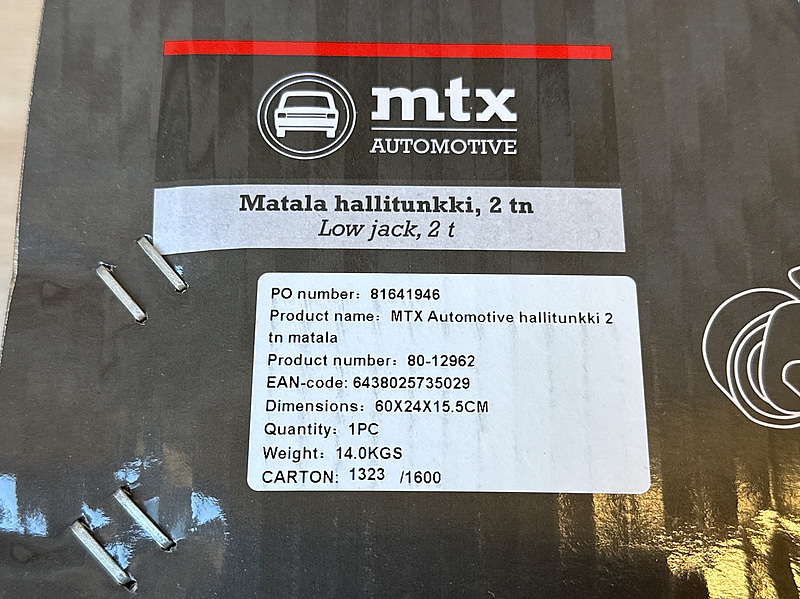 mtx
AUTOMOTIVE
Matala hallitunkki, 2 tn
Low jack, 2 t
PO number: 81641946
Product name: MTX Automotive hallitunkki 2
tn matala
Product number: 80-12962
EAN-code: 6438025735029
Dimensions: 60X24X15.5CM
Quantity: 1PC
Weight: 14.0KGS
CARTON: 1323 /1600